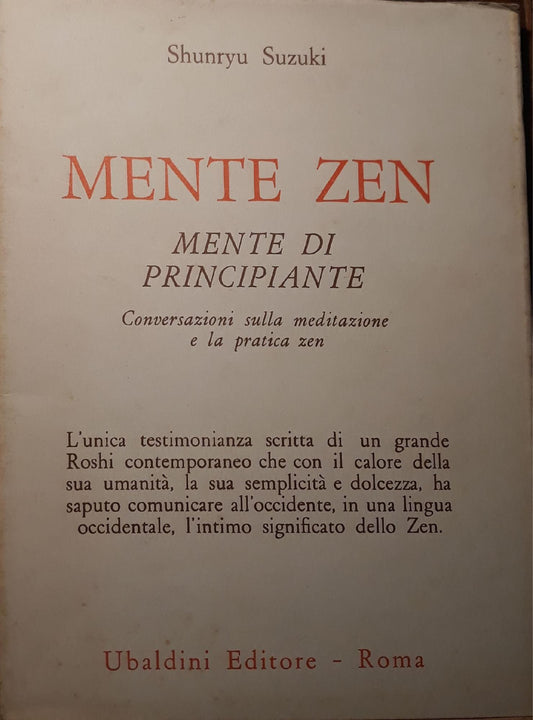 Shunryu Suzuki
MENTE ZEN
MENTE DI
PRINCIPIANTE
Conversazioni sulla meditazione
e la pratica zen
L'unica testimonianza scritta di un grande
Roshi contemporaneo che con il calore della
sua umanità, la sua semplicità e dolcezza, ha
saputo comunicare all'occidente, in una lingua
occidentale, l'intimo significato dello Zen.
Ubaldini Editore - Roma